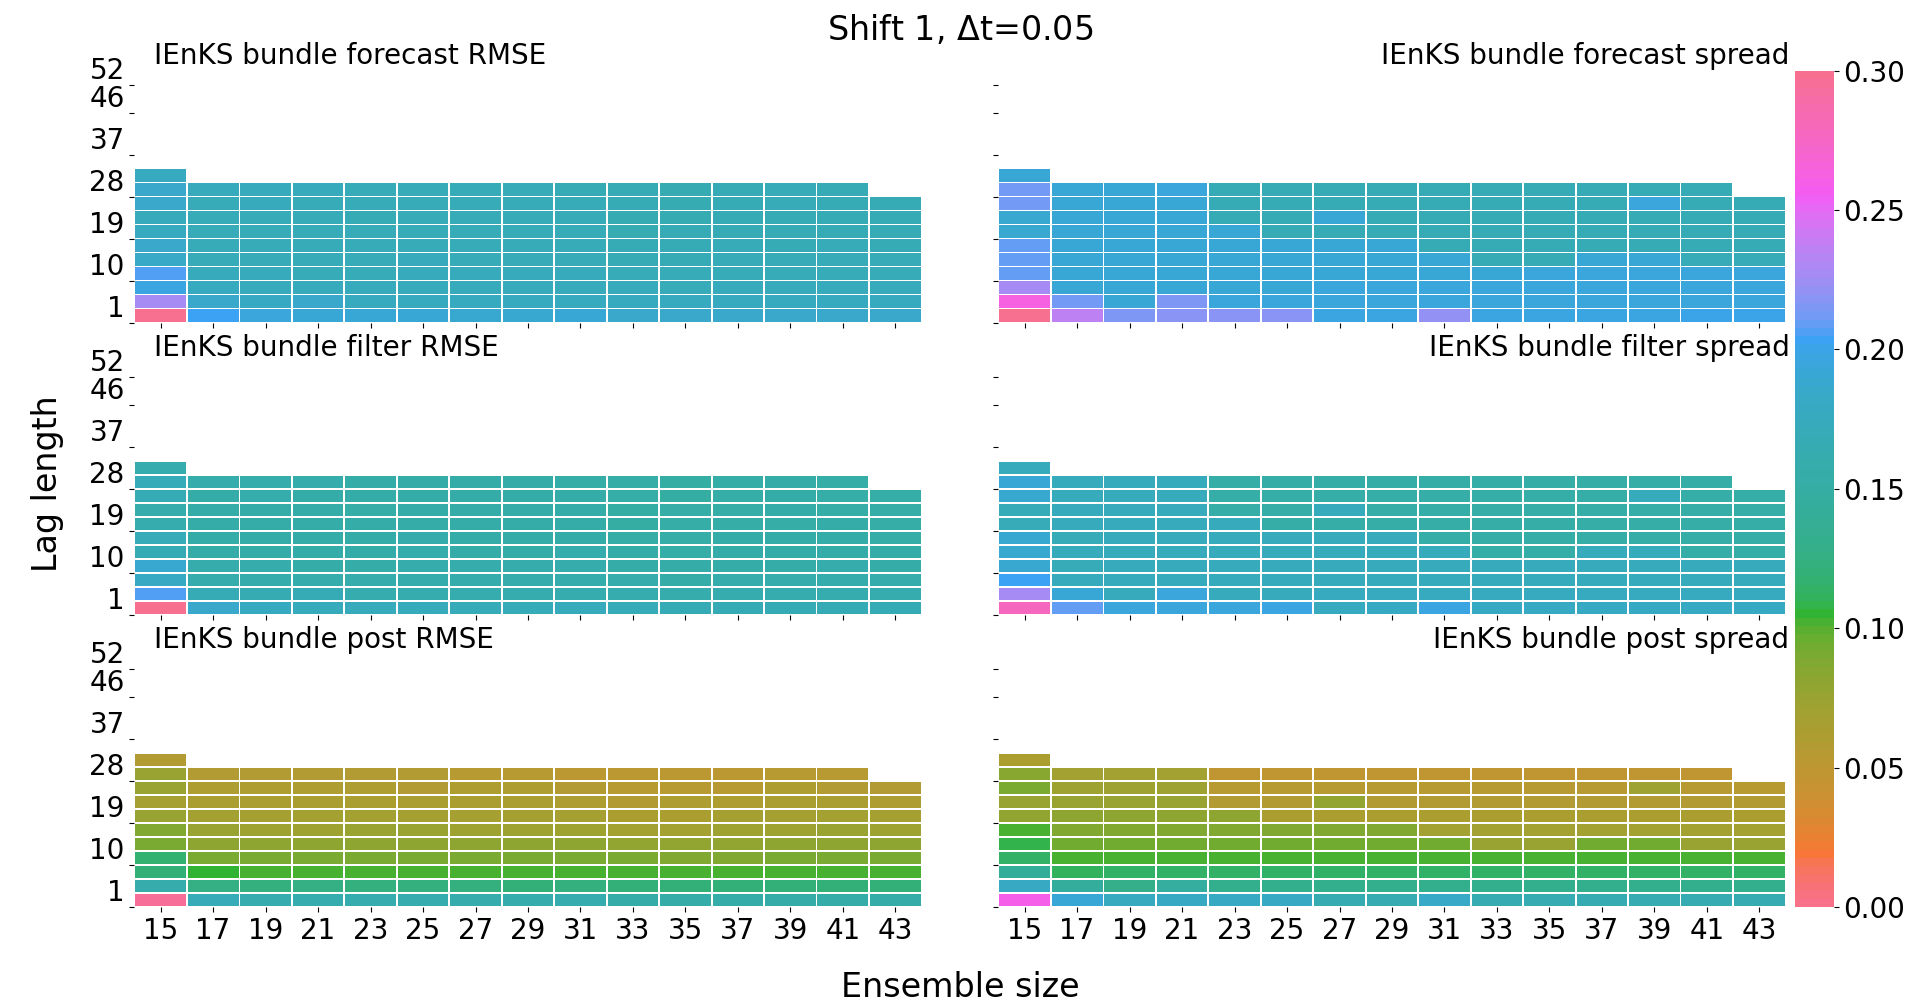 Shift 1, Δt=0.05
IEnKS bundle forecast RMSE
IEnKS bundle forecast spread
52
46
37
28
19
10
1
0.30
0.25
0.20
0.15
0.10
0.05
0.00
IEnKS bundle filter RMSE
IEnKS bundle filter spread
52
46
37
28
19
10
1
Lag length
IEnKS bundle post RMSE
IEnKS bundle post spread
52
46
37
28
19
10
1
15 17 19 21 23 25 27 29 31 33 35 37 39 41 43
15 17 19 21 23 25 27 29 31 33 35 37 39 41 43
Ensemble size